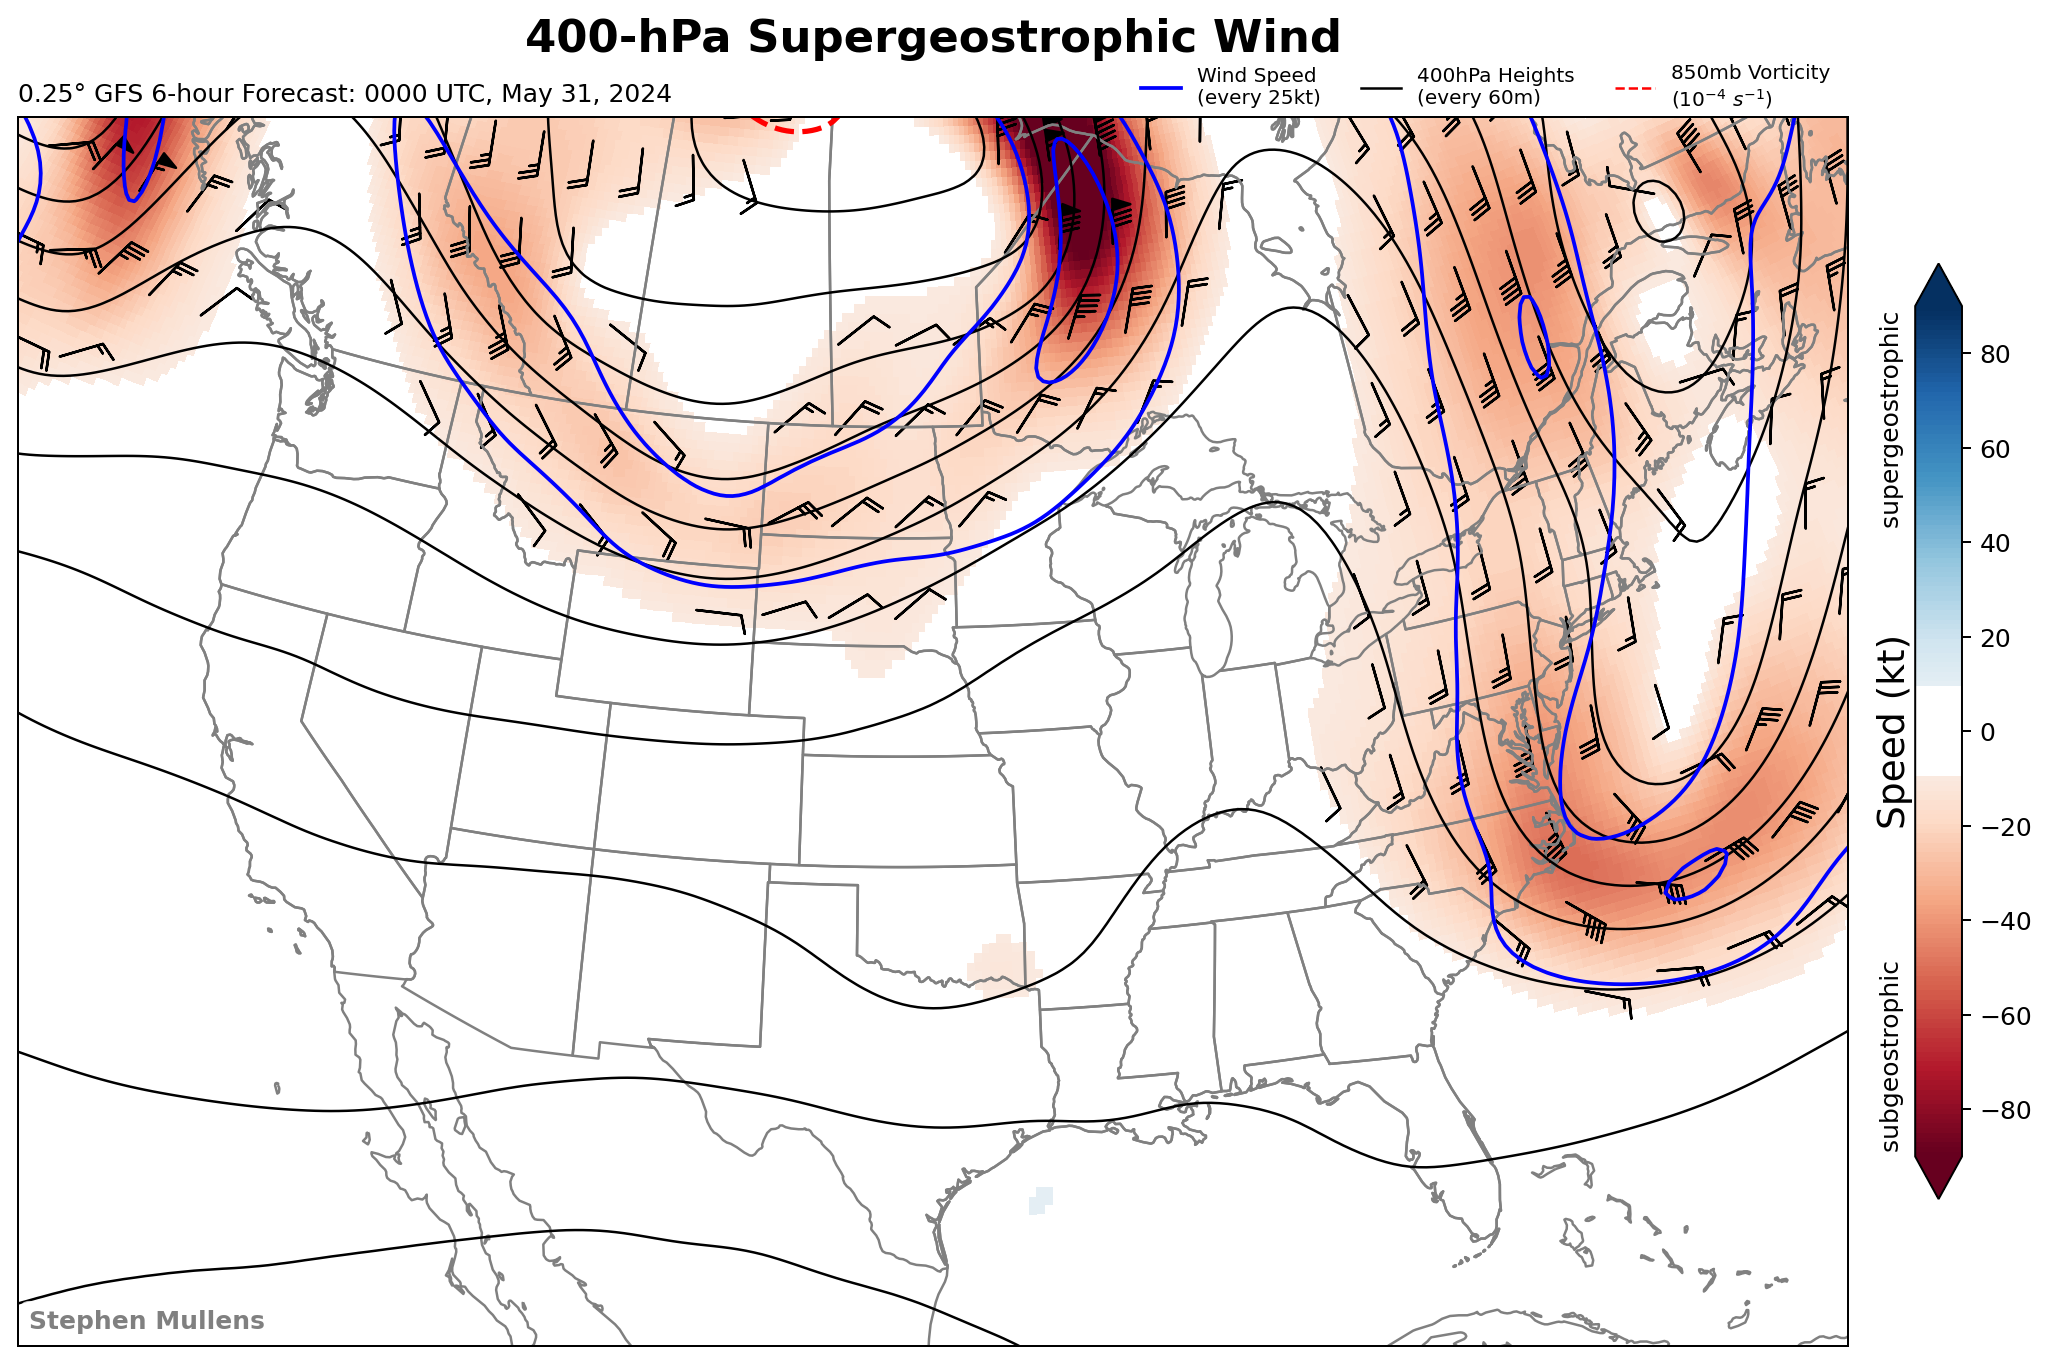 400-hPa Supergeostrophic Wind
0.25° GFS 6-hour Forecast: 0000 UTC, May 31, 2024
Wind Speed
(every 25kt)
400hPa Heights
(every 60m)
850mb Vorticity
(10⁻⁴ s⁻¹)
supergeostrophic
Speed (kt)
subgeostrophic
80
60
40
20
0
−20
−40
−60
−80
Stephen Mullens